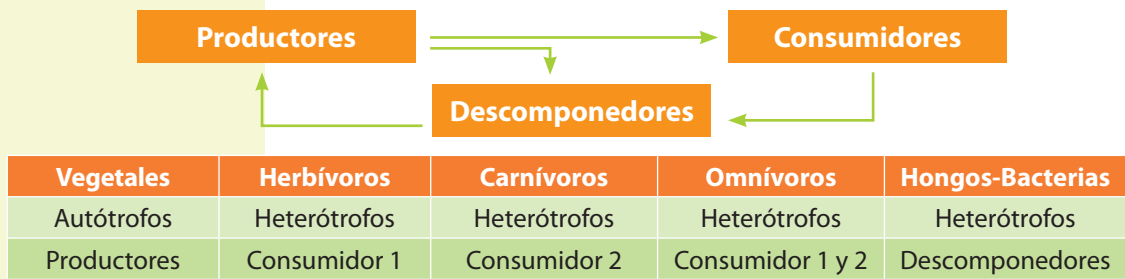 Productores
Consumidores
Descomponedores
Vegetales Herbívoros Carnívoros Omnívoros Hongos-Bacterias
Autótrofos Heterótrofos Heterótrofos Heterótrofos Heterótrofos
Productores Consumidor 1 Consumidor 2 Consumidor 1 y 2 Descomponedores